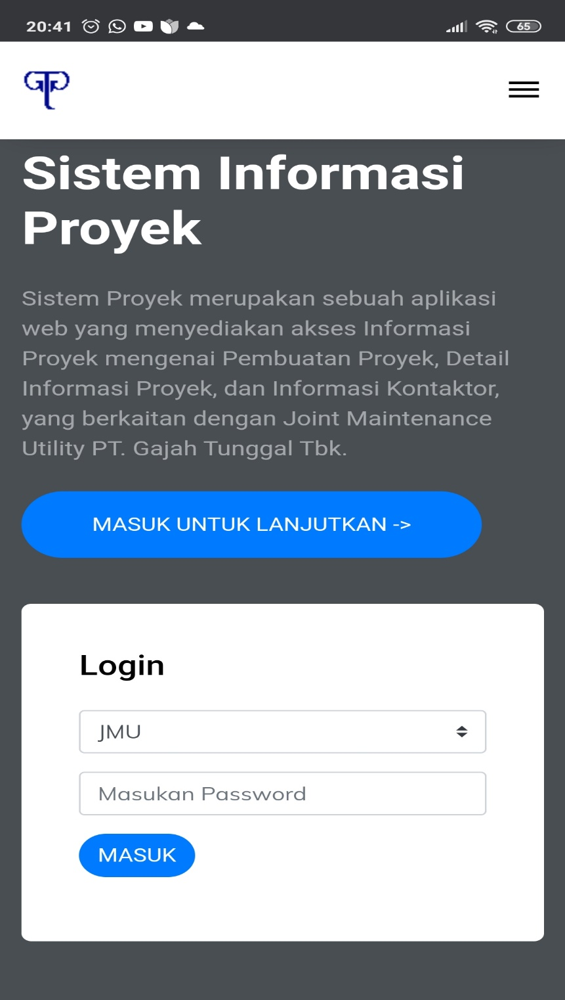 20:41
65
Sistem Informasi
Proyek
Sistem Proyek merupakan sebuah aplikasi
web yang menyediakan akses Informasi
Proyek mengenai Pembuatan Proyek, Detail
Informasi Proyek, dan Informasi Kontaktor,
yang berkaitan dengan Joint Maintenance
Utility PT. Gajah Tunggal Tbk.
MASUK UNTUK LANJUTKAN ->
Login
JMU
Masukan Password
MASUK